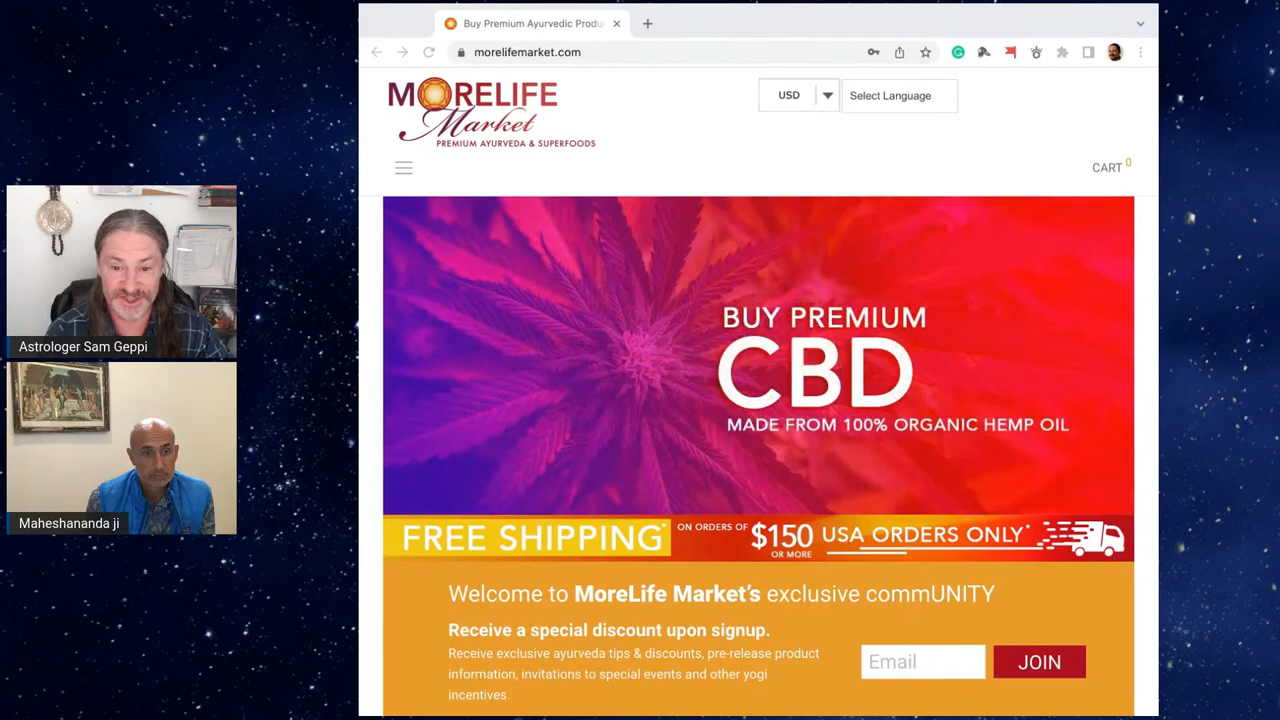 Buy Premium Ayurvedic Produ
morelifemarket.com
MORELIFE
Market
PREMIUM AYURVEDA & SUPERFOODS
USD
Select Language
CART 0
Astrologer Sam Geppi
Maheshananda ji
BUY PREMIUM
CBD
MADE FROM 100% ORGANIC HEMP OIL
FREE SHIPPING* ON ORDERS OF $150 OR MORE USA ORDERS ONLY*
Welcome to MoreLife Market's exclusive commUNITY
Receive a special discount upon signup.
Receive exclusive ayurveda tips & discounts, pre-release product
information, invitations to special events and other yogi
incentives.
Email
JOIN